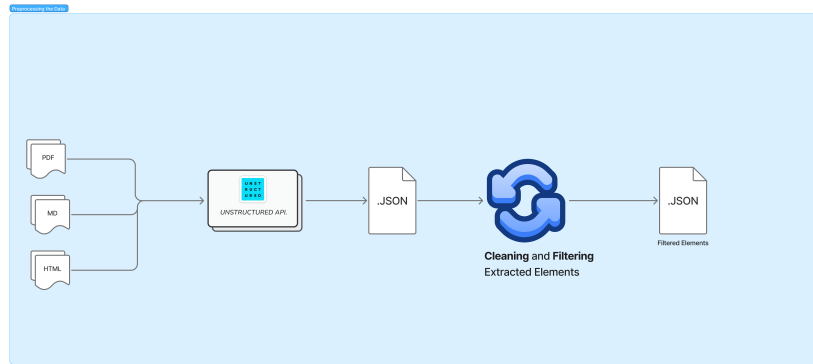 Preprocessing the Data
PDF
MD
HTML
UNST
RUCT
URED
UNSTRUCTURED API.
.JSON
Cleaning and Filtering
Extracted Elements
.JSON
Filtered Elements